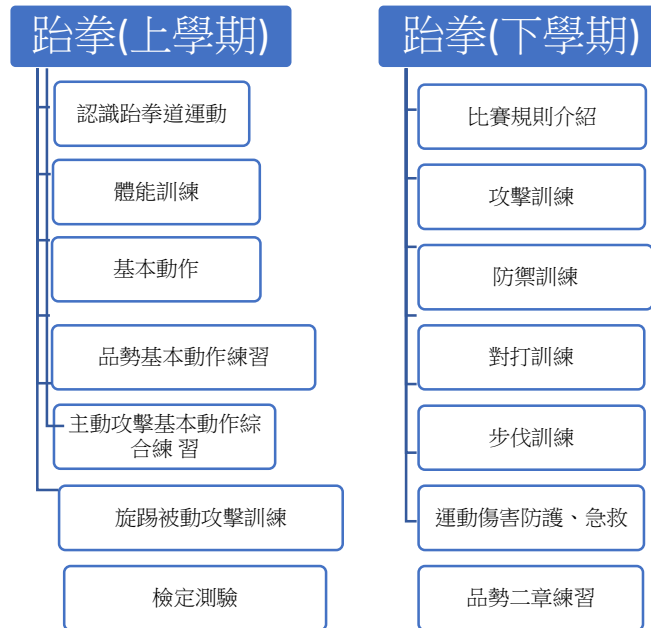 跆拳(上學期)
認識跆拳道運動
體能訓練
基本動作
品勢基本動作練習
主動攻擊基本動作綜
合練 習
旋踢被動攻擊訓練
檢定測驗
跆拳(下學期)
比賽規則介紹
攻擊訓練
防禦訓練
對打訓練
步伐訓練
運動傷害防護、急救
品勢二章練習